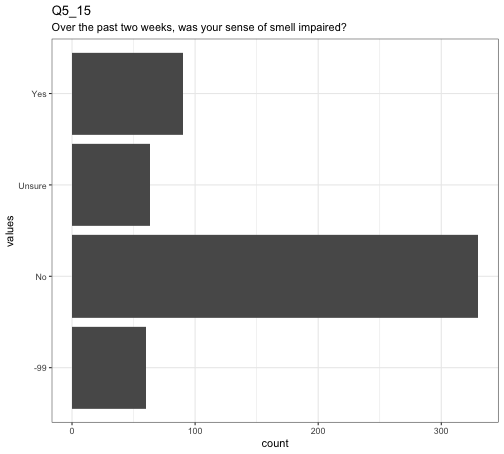 Q5_15
Over the past two weeks, was your sense of smell impaired?
Yes
Unsure
No
-99
values
0 100 200 300
count